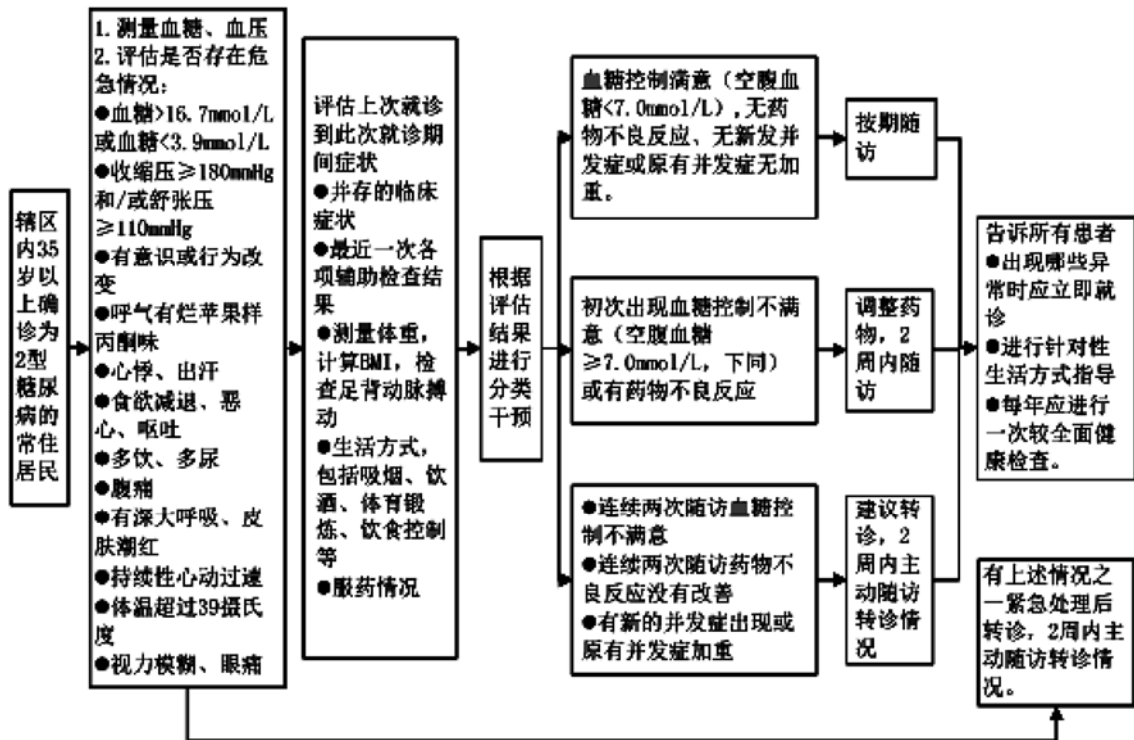 辖区
内35
岁以
上确
诊为
2型
糖尿
病的
常住
居民
1. 测量血糖、血压
2. 评估是否存在危
急情况：
●血糖>16.7mmol/L
或血糖<3.9mmol/L
●收缩压≥180mmHg
和/或舒张压
≥110mmHg
●有意识或行为改
变
●呼气有烂苹果样
丙酮味
●心悸、出汗
●食欲减退、恶
心、呕吐
●多饮、多尿
●腹痛
●有深大呼吸、皮
肤潮红
●持续性心动过速
●体温超过39摄氏
度
●视力模糊、眼痛
评估上次就诊
到此次就诊期
间症状
●并存的临床
症状
●最近一次各
项辅助检查结
果
●测量体重，
计算BMI，检
查足背动脉搏
动
●生活方式，
包括吸烟、饮
酒、体育锻
炼、饮食控制
等
●服药情况
根据
评估
结果
进行
分类
干预
血糖控制满意（空腹血
糖<7.0mmol/L）,无药
物不良反应、无新发并
发症或原有并发症无加
重。
按期随
访
初次出现血糖控制不满
意（空腹血糖
≥7.0mmol/L，下同）
或有药物不良反应
调整药
物，2
周内随
访
●连续两次随访血糖控
制不满意
●连续两次随访药物不
良反应没有改善
●有新的并发症出现或
原有并发症加重
建议转
诊，2
周内主
动随访
转诊情
况
告诉所有患者
●出现哪些异
常时应立即就
诊
●进行针对性
生活方式指导
●每年应进行
一次较全面健
康检查。
有上述情况之
一紧急处理后
转诊，2周内主
动随访转诊情
况。